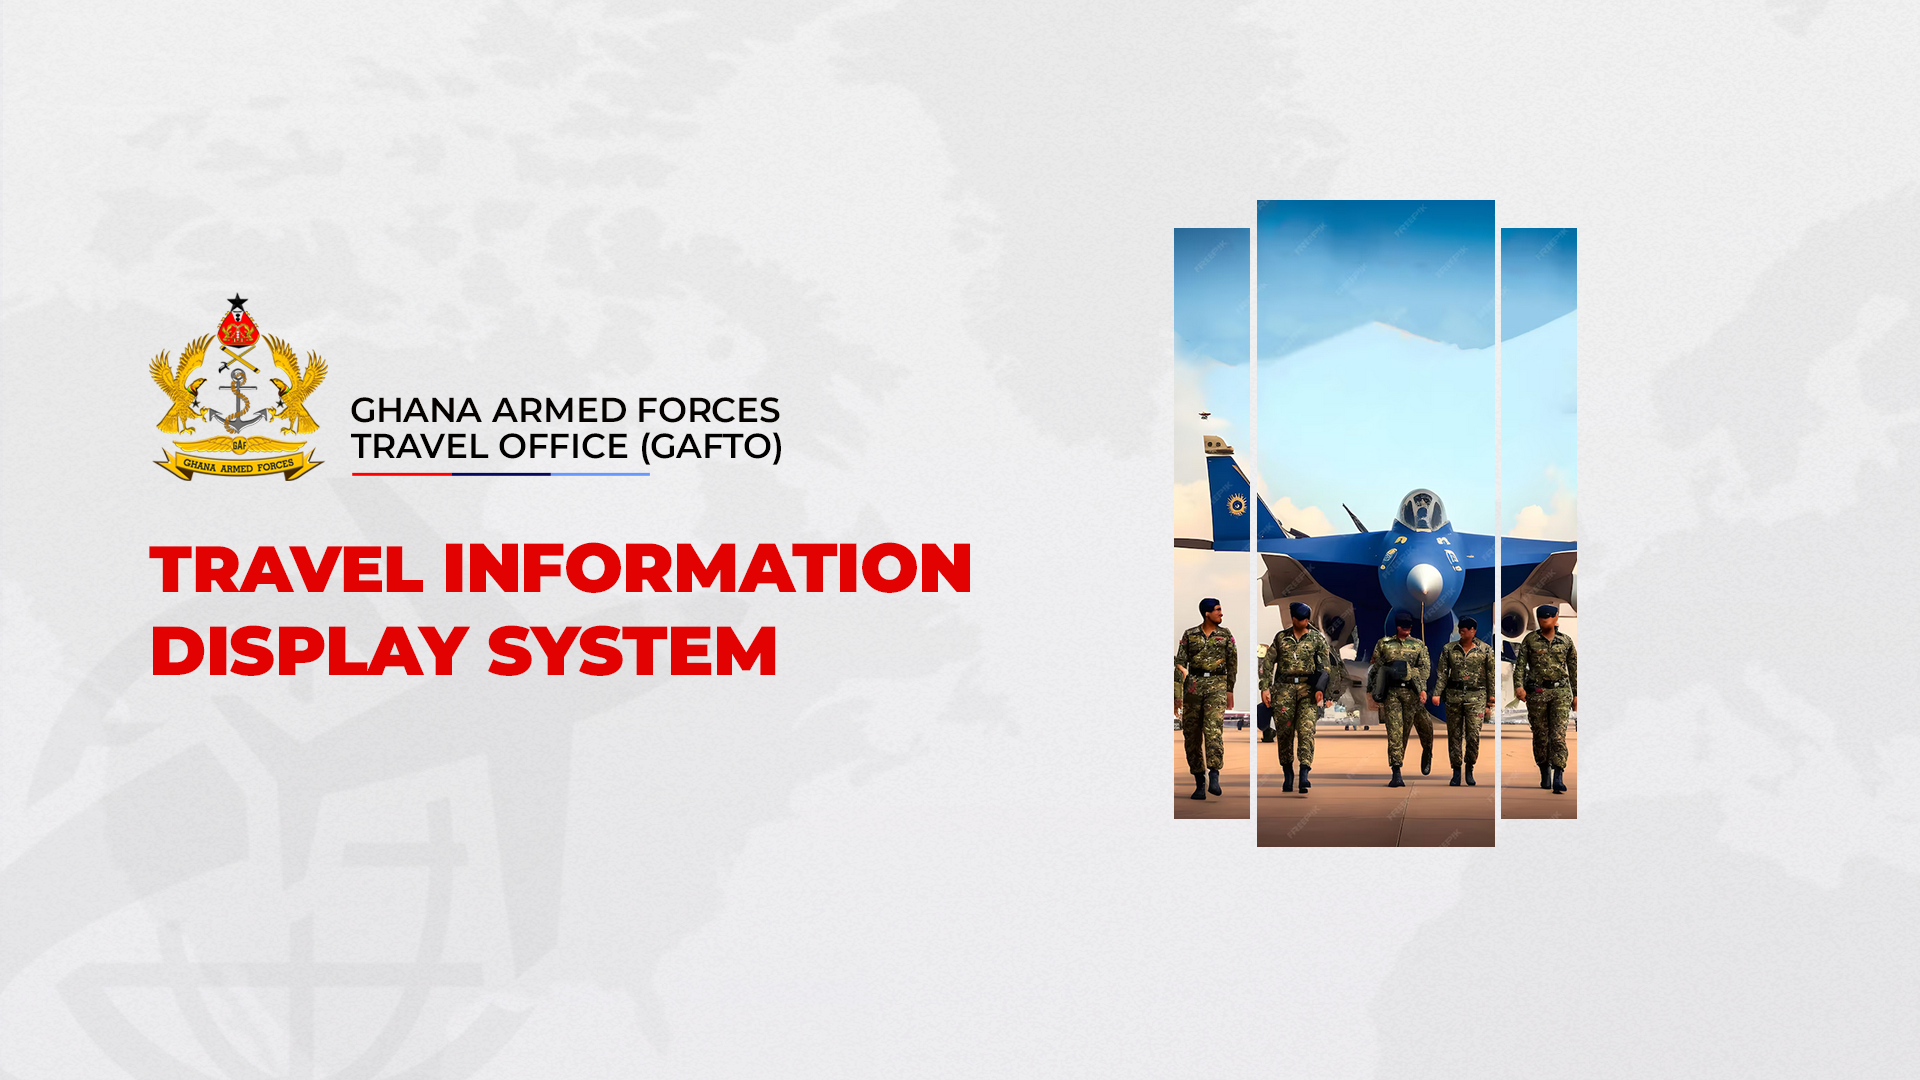 GAF
GHANA ARMED FORCES
GHANA ARMED FORCES
TRAVEL OFFICE (GAFTO)
TRAVEL INFORMATION
DISPLAY SYSTEM